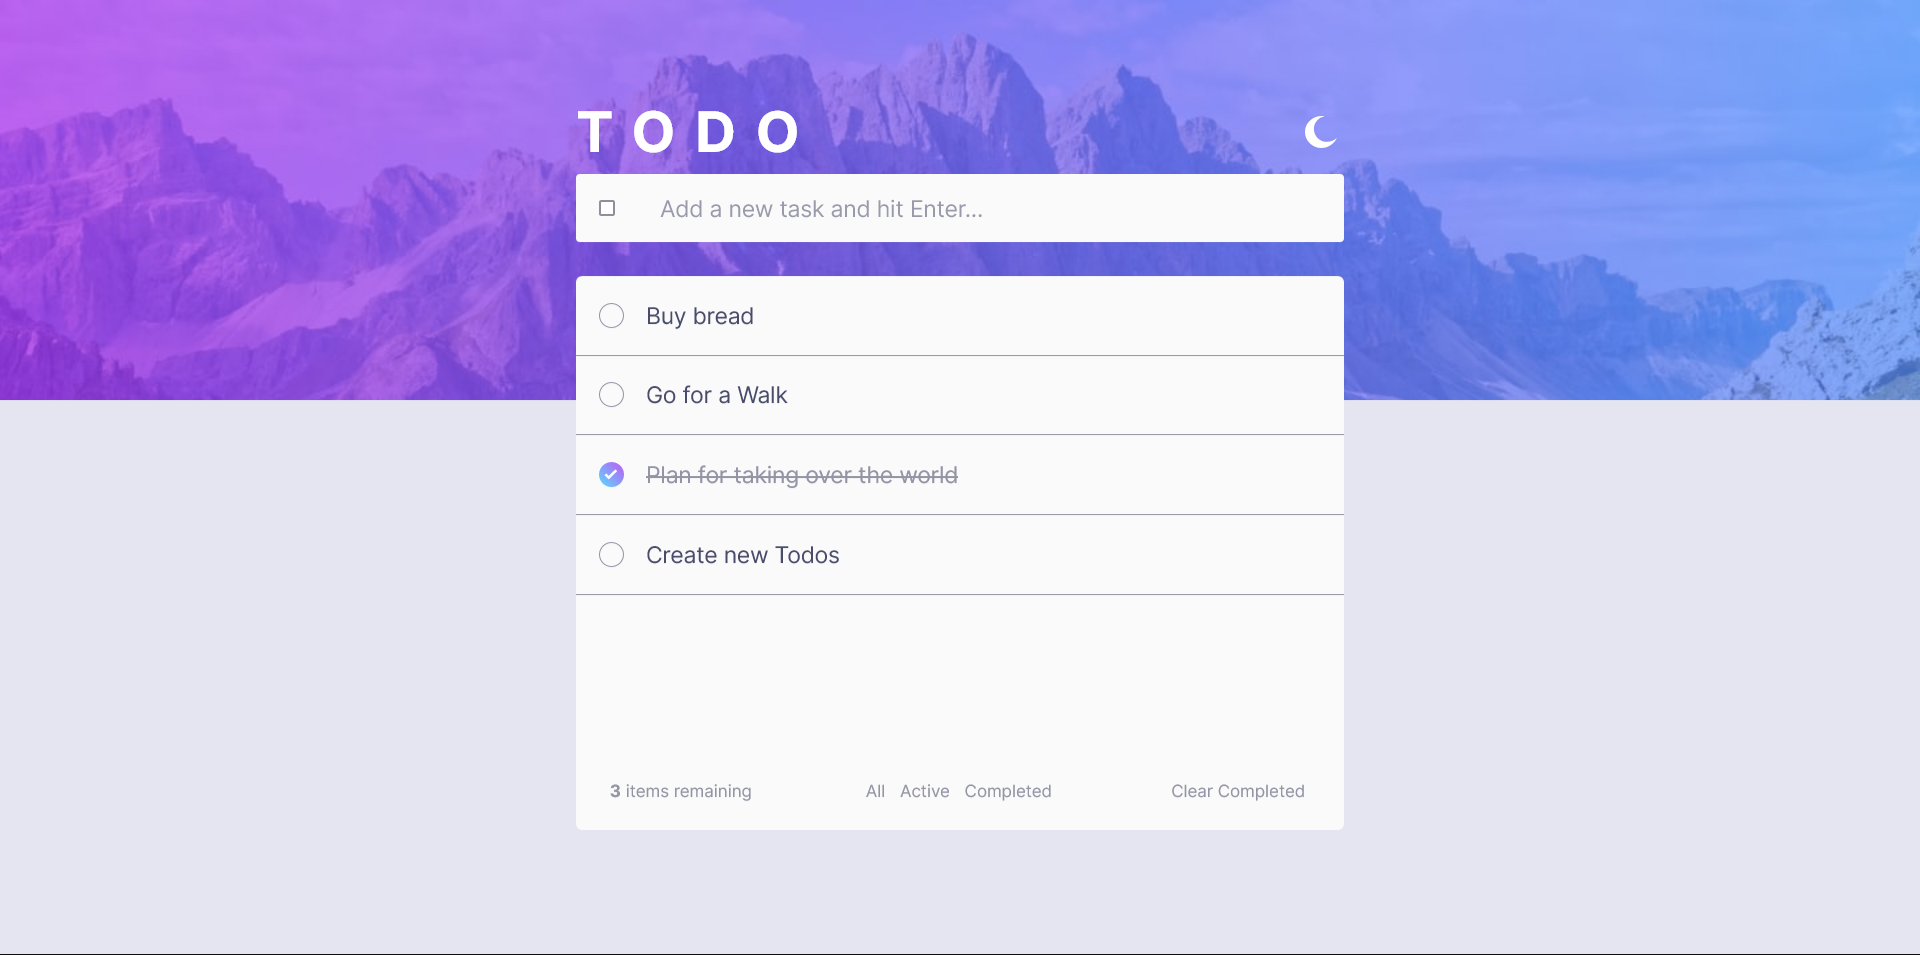 TODO
Add a new task and hit Enter...
Buy bread
Go for a Walk
Plan for taking over the world
Create new Todos
3 items remaining All Active Completed Clear Completed